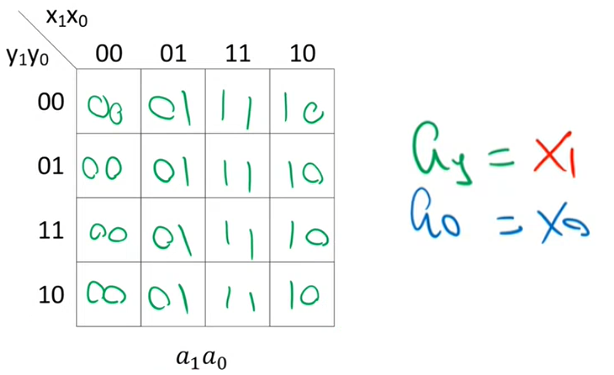 x₁x₀
y₁y₀ 00 01 11 10
00 00 01 11 10
01 00 01 11 10
11 00 01 11 10
10 00 01 11 10
a₁a₀
ay = x₁
a₀ = x₀